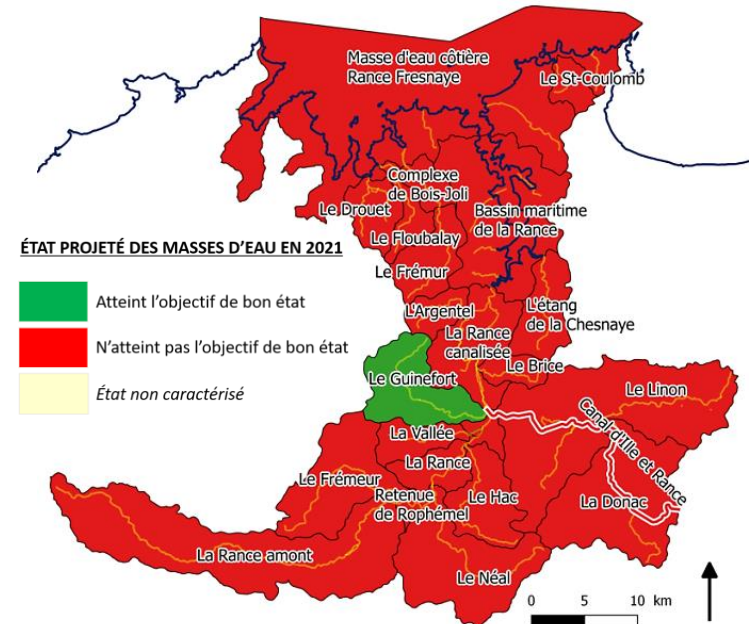 Masse d'eau côtière
Rance Fresnaye
Le St-Coulomb
Complexe
de Bois-Joli
Le Drouet
Bassin maritime
de la Rance
Le Floubalay
ÉTAT PROJETÉ DES MASSES D'EAU EN 2021
Le Frémur
Atteint l'objectif de bon état
L'Argentel
L'étang
de la Chesnaye
La Rance
canalisée
N'atteint pas l'objectif de bon état
Le Brice
Le Guinefort
Le Linon
État non caractérisé
Canal d'Ille et Rance
La Vallée
La Rance
Le Frémeur
Retenue
de Rophémel
Le Hac
La Donac
La Rance amont
Le Néal
0 5 10 km